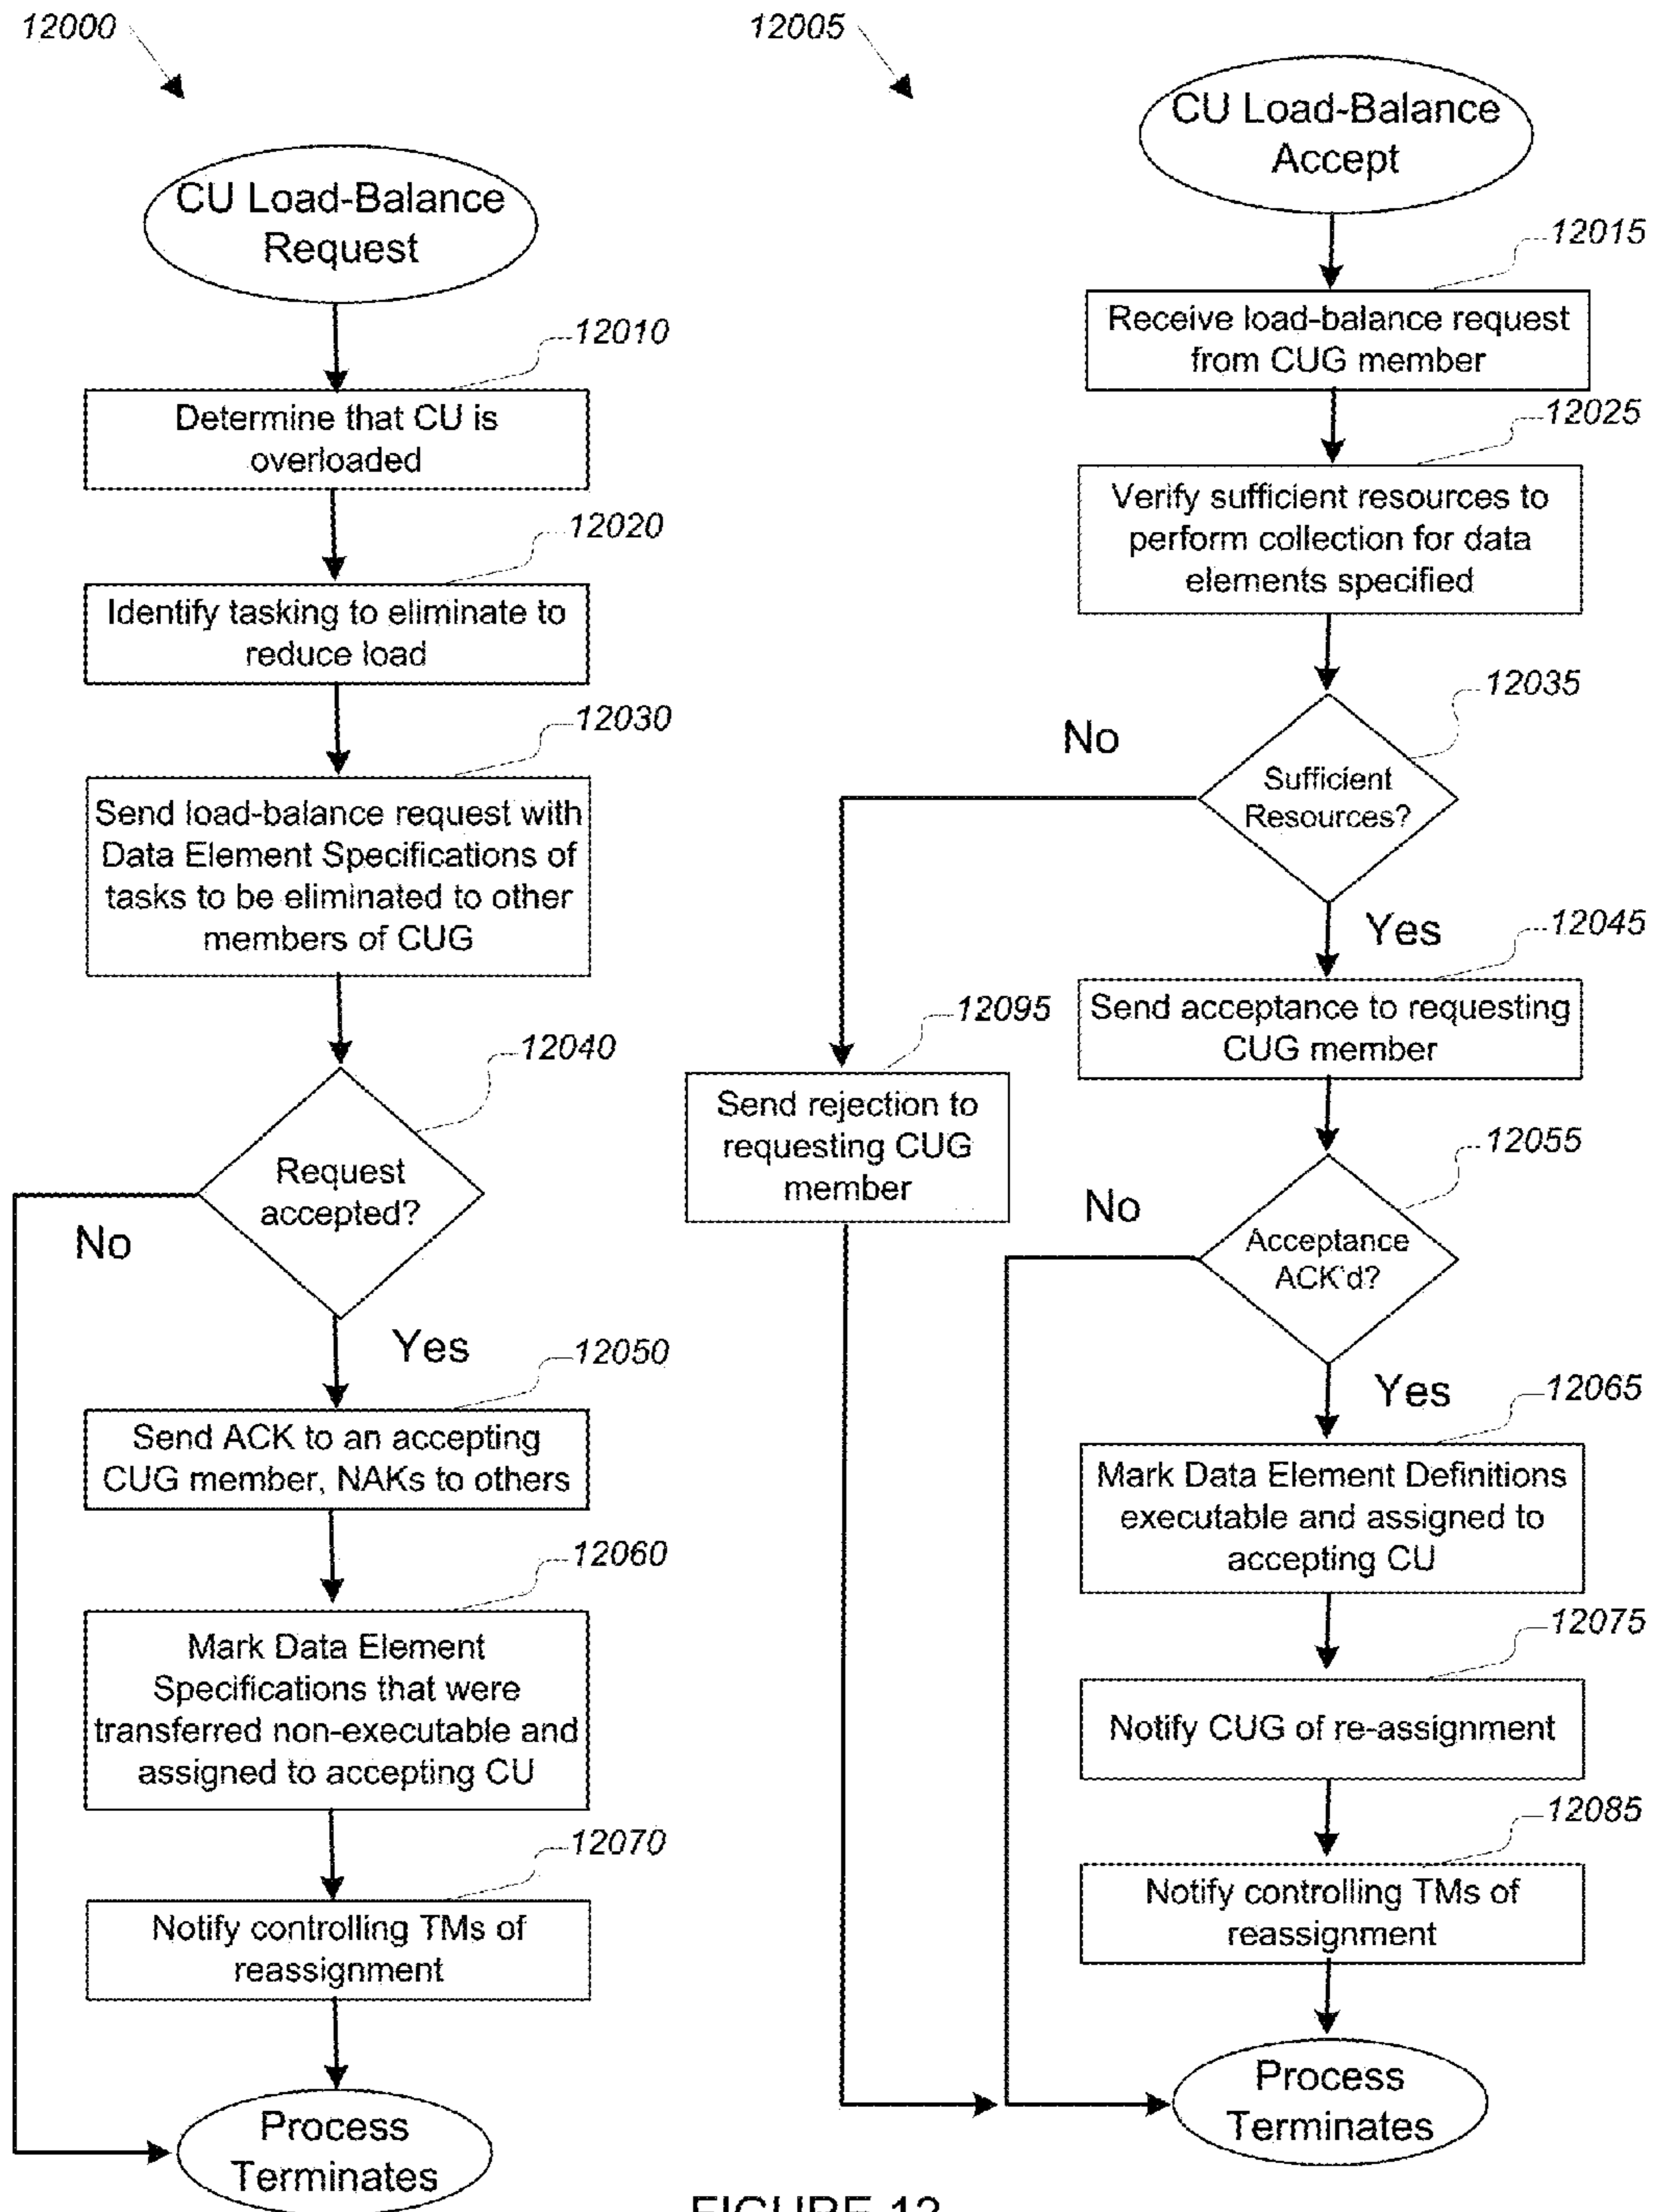 12000
CU Load-Balance
Request
12010
Determine that CU is
overloaded
12020
Identify tasking to eliminate to
reduce load
12030
Send load-balance request with
Data Element Specifications of
tasks to be eliminated to other
members of CUG
12040
Request
accepted?
No
Yes
12050
Send ACK to an accepting
CUG member, NAKs to others
12060
Mark Data Element
Specifications that were
transferred non-executable and
assigned to accepting CU
12070
Notify controlling TMs of
reassignment
Process
Terminates
12005
CU Load-Balance
Accept
12015
Receive load-balance request
from CUG member
12025
Verify sufficient resources to
perform collection for data
elements specified
12035
Sufficient
Resources?
No
Yes
12095
Send rejection to
requesting CUG
member
12045
Send acceptance to requesting
CUG member
12055
Acceptance
ACK'd?
No
Yes
12065
Mark Data Element Definitions
executable and assigned to
accepting CU
12075
Notify CUG of re-assignment
12085
Notify controlling TMs of
reassignment
Process
Terminates
FIGURE 12